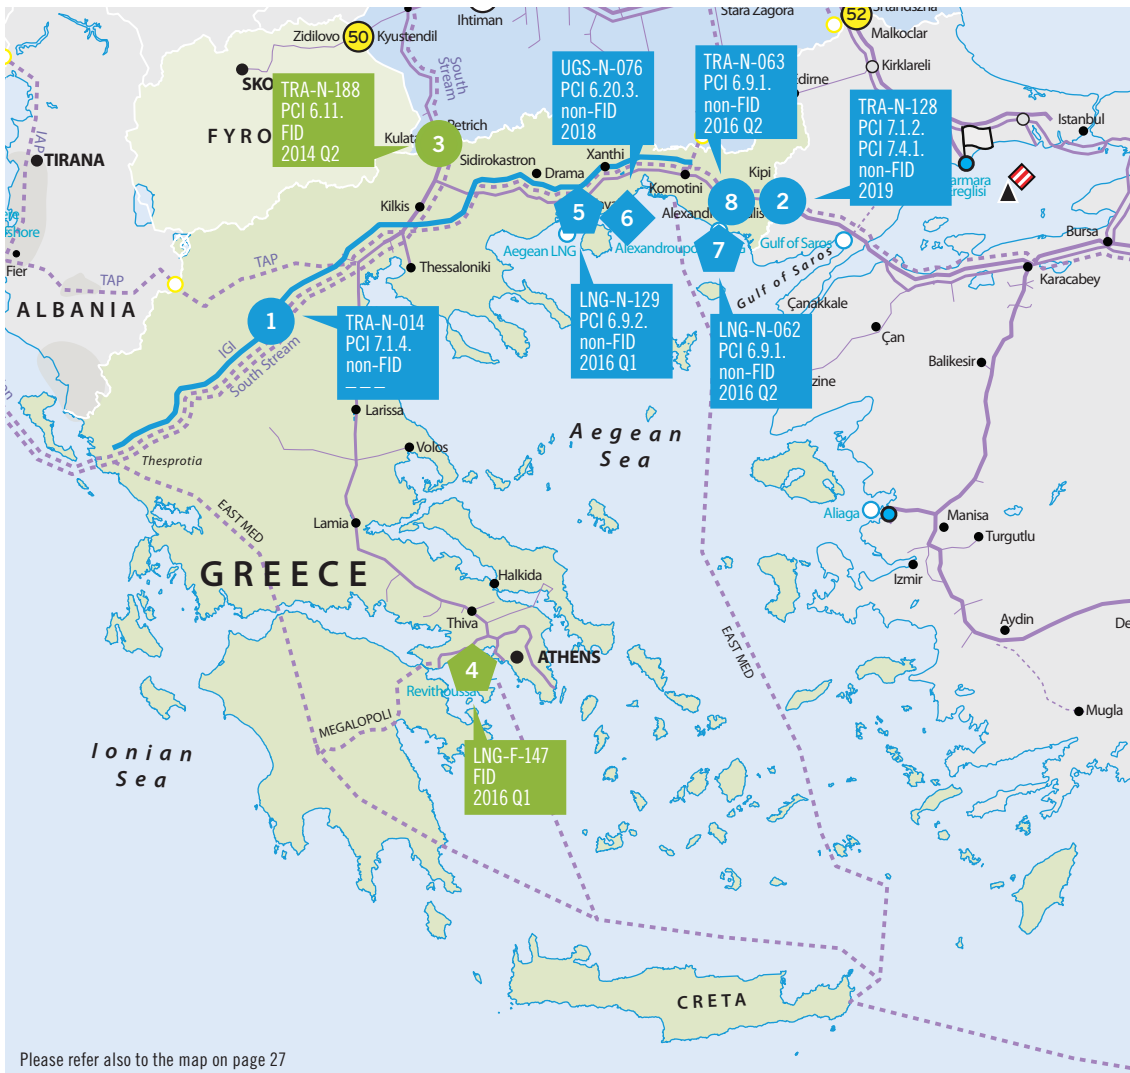 Ihtiman
Stara Zagora
52
Malkoclar
Zidilovo
50
Kyustendil
South
Stream
Kirklareli
Edirne
SKO
TRA-N-188
PCI 6.11.
FID
2014 Q2
UGS-N-076
PCI 6.20.3.
non-FID
2018
TRA-N-063
PCI 6.9.1.
non-FID
2016 Q2
TRA-N-128
PCI 7.1.2.
PCI 7.4.1.
non-FID
2019
Istanbul
FYRO
Kulata
Petrich
3
TIRANA
Sidirokastron
Drama
Xanthi
Komotini
Kipi
Kilkis
5
6
8
2
Aegean LNG
7
Gulf of Saros
Gulf of Saros
Bursa
Karacabey
Fier
TAP
TAP
Thessaloniki
ALBANIA
1
IGI
South Stream
TRA-N-014
PCI 7.1.4.
non-FID
_ _ _
LNG-N-129
PCI 6.9.2.
non-FID
2016 Q1
LNG-N-062
PCI 6.9.1.
non-FID
2016 Q2
Çanakkale
Çan
Balikesir
Larissa
Volos
Thesprotia
Aegean
Sea
EAST MED
Lamia
Aliaga
Manisa
Turgutlu
Izmir
GREECE
Halkida
Thiva
ATHENS
4
Revithoussa
EAST MED
Aydin
Mugla
MEGALOPOLI
Ionian
Sea
LNG-F-147
FID
2016 Q1
CRETA
Please refer also to the map on page 27